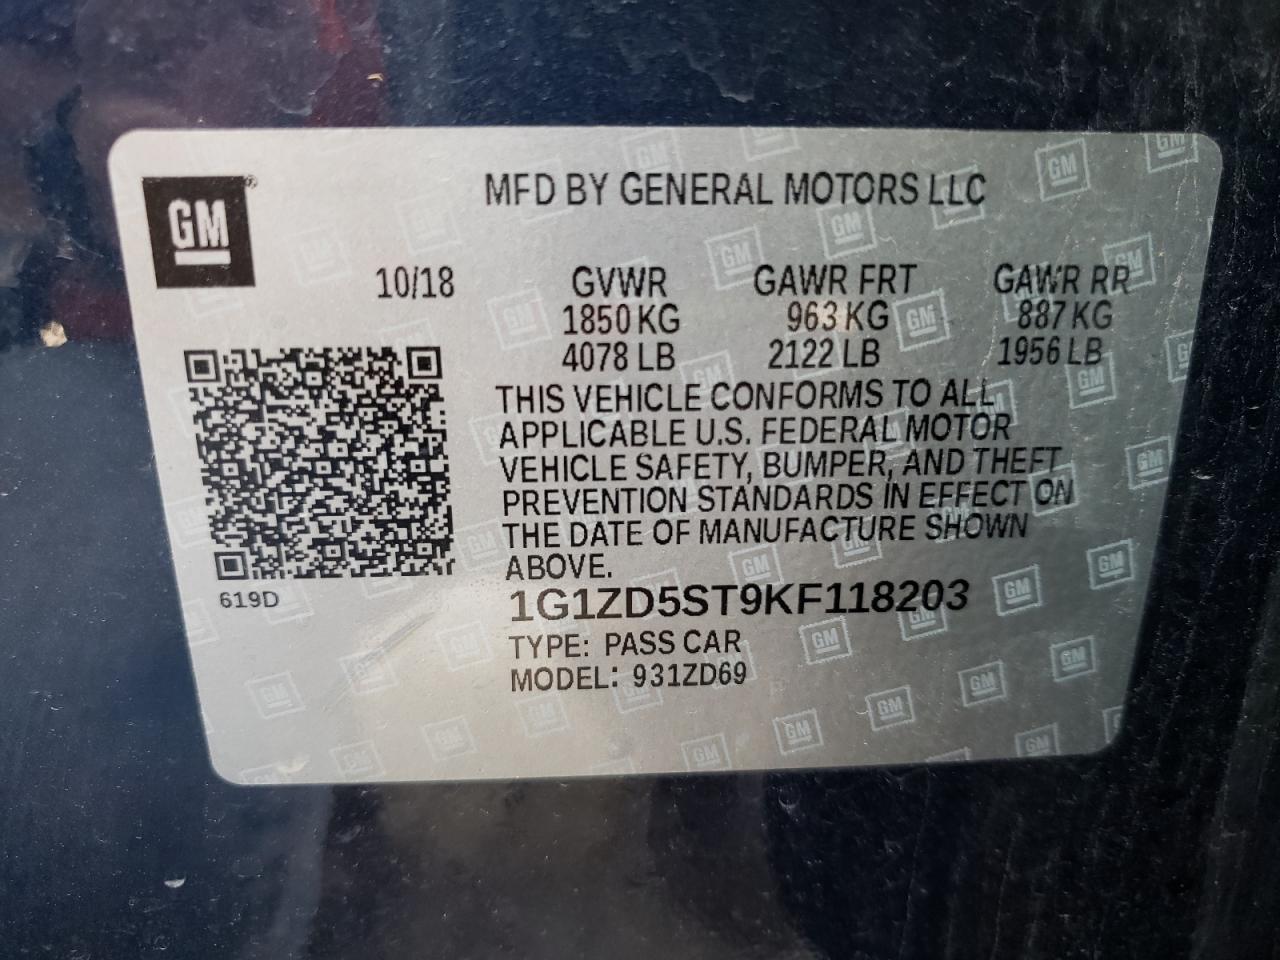 GM
MFD BY GENERAL MOTORS LLC
10/18 GVWR GAWR FRT GAWR RR
1850 KG 963 KG 887 KG
4078 LB 2122 LB 1956 LB
THIS VEHICLE CONFORMS TO ALL
APPLICABLE U.S. FEDERAL MOTOR
VEHICLE SAFETY, BUMPER, AND THEFT
PREVENTION STANDARDS IN EFFECT ON
THE DATE OF MANUFACTURE SHOWN
ABOVE.
619D
1G1ZD5ST9KF118203
TYPE: PASS CAR
MODEL: 931ZD69